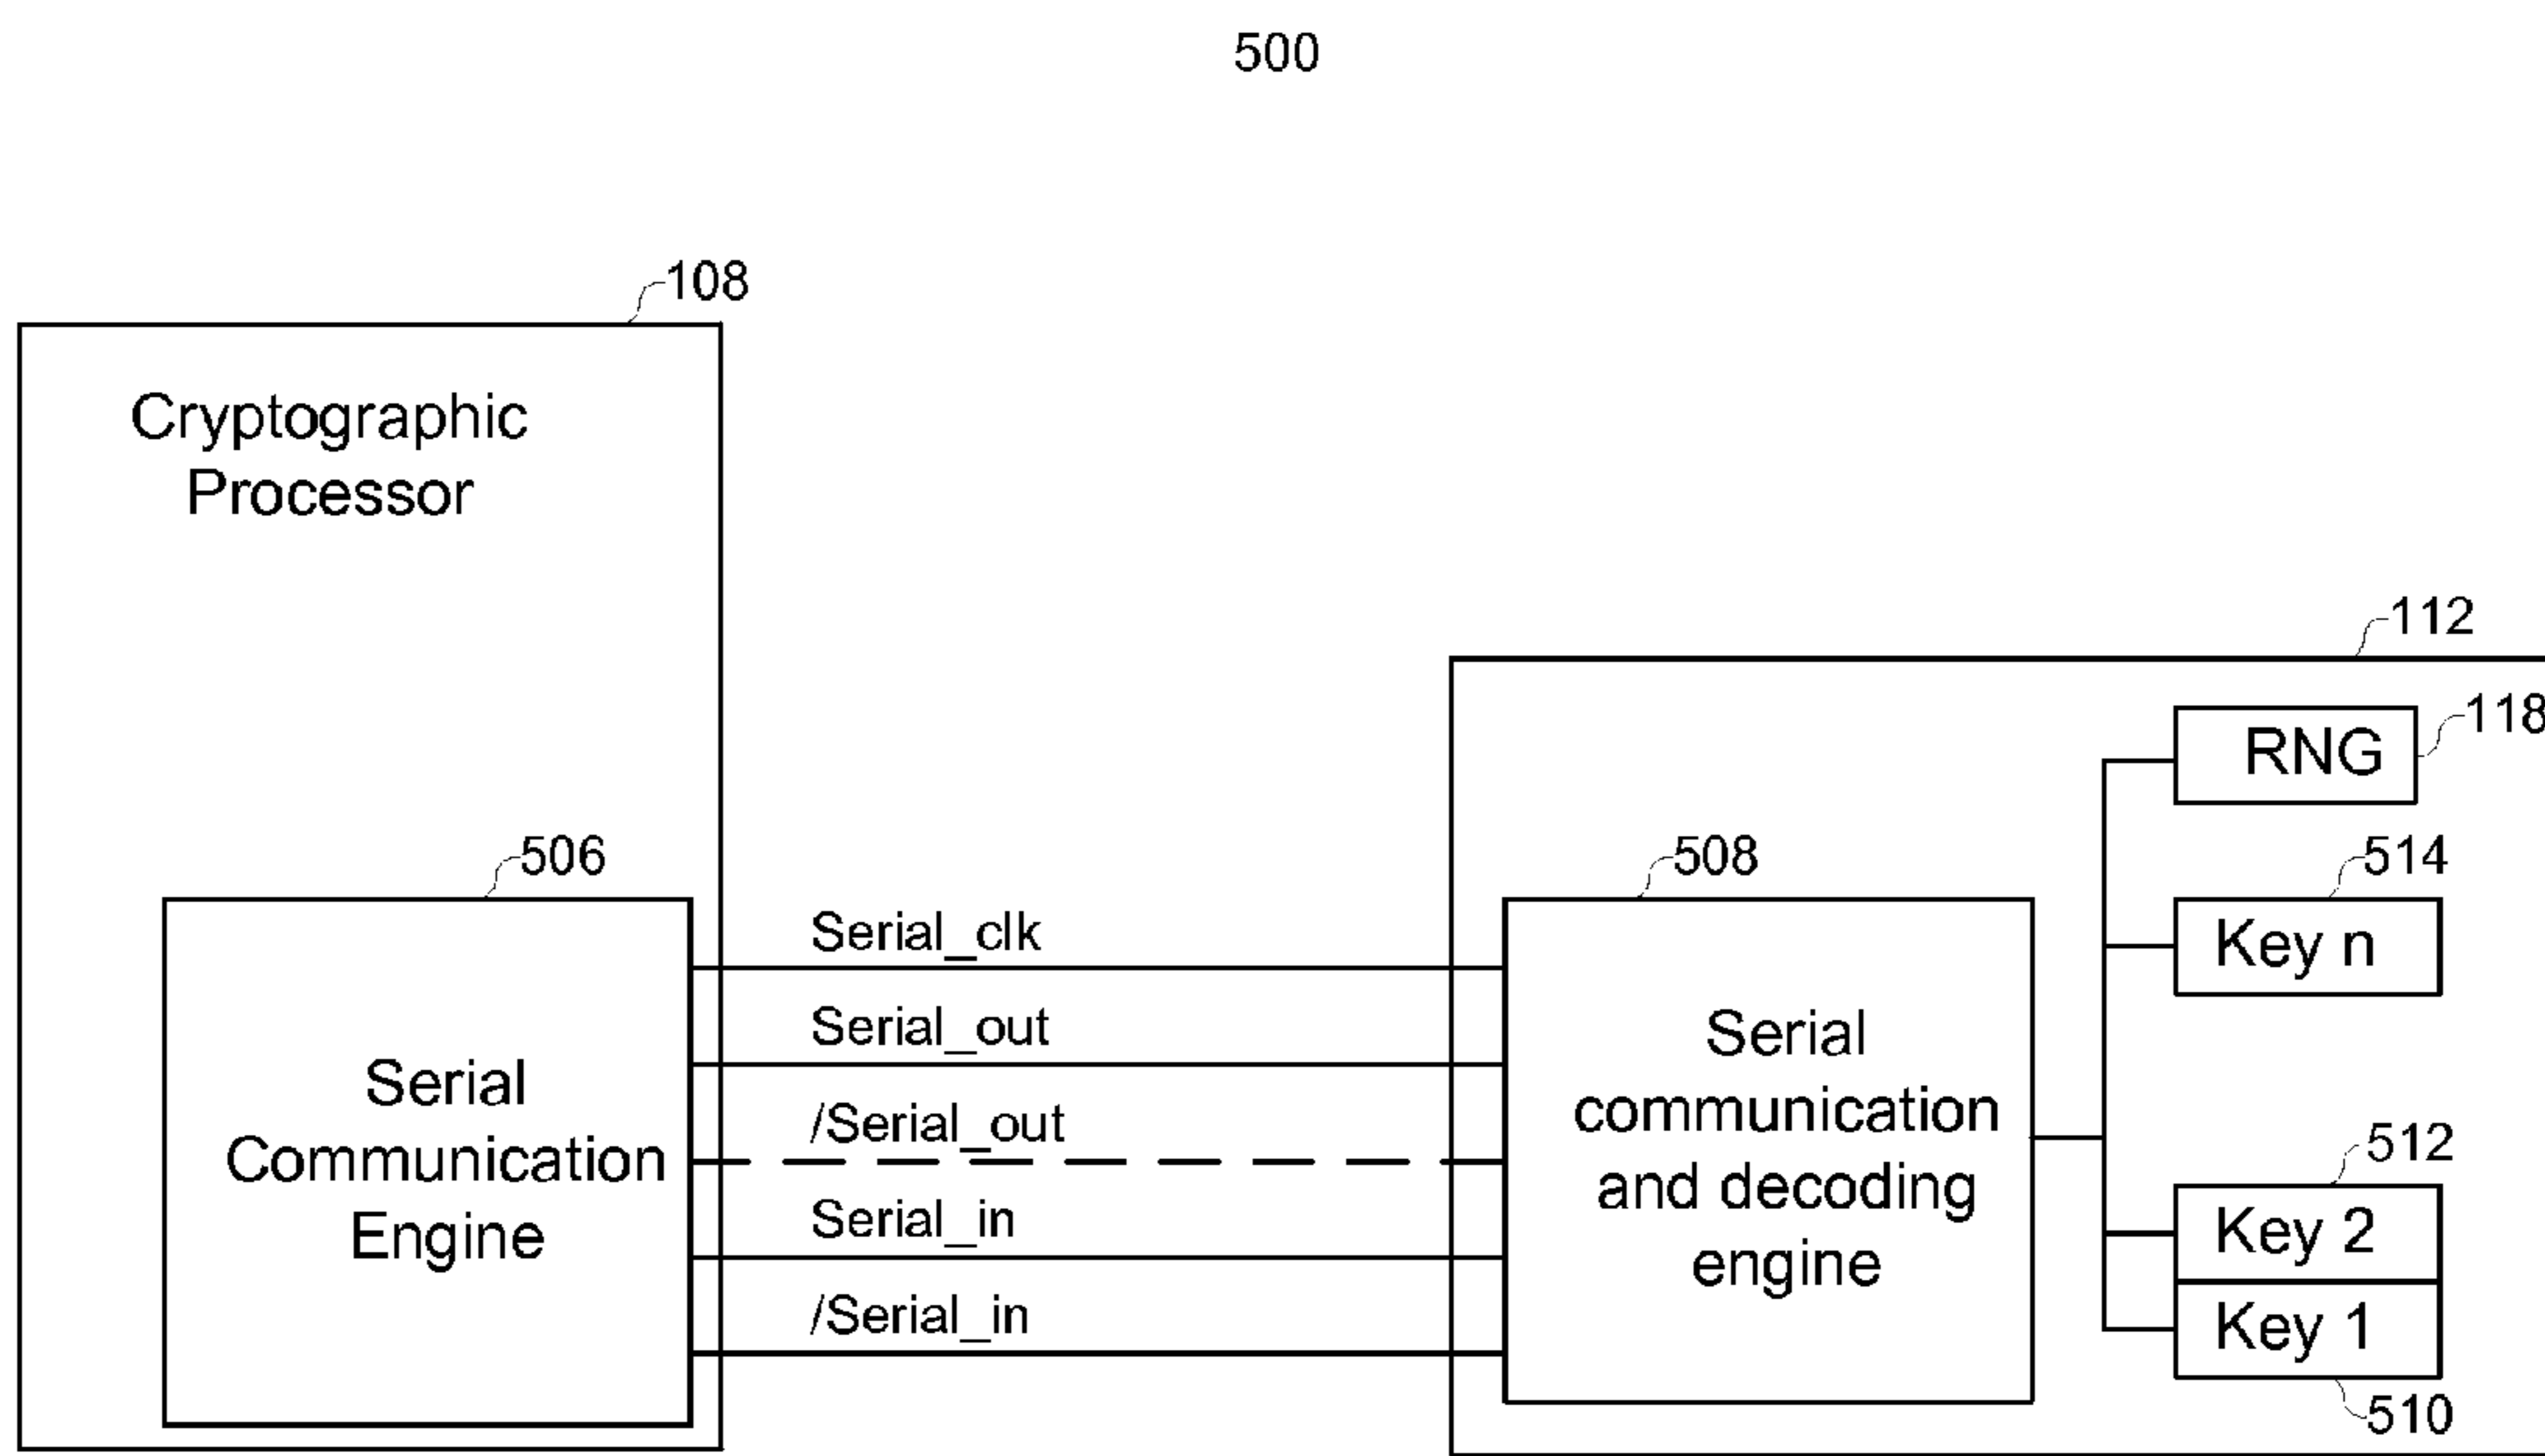 500
108
Cryptographic
Processor
112
118
RNG
506
508
514
Serial_clk
Key n
Serial_out
Serial
Communication
Engine
/Serial_out
Serial
communication
and decoding
engine
512
Serial_in
Key 2
/Serial_in
Key 1
510